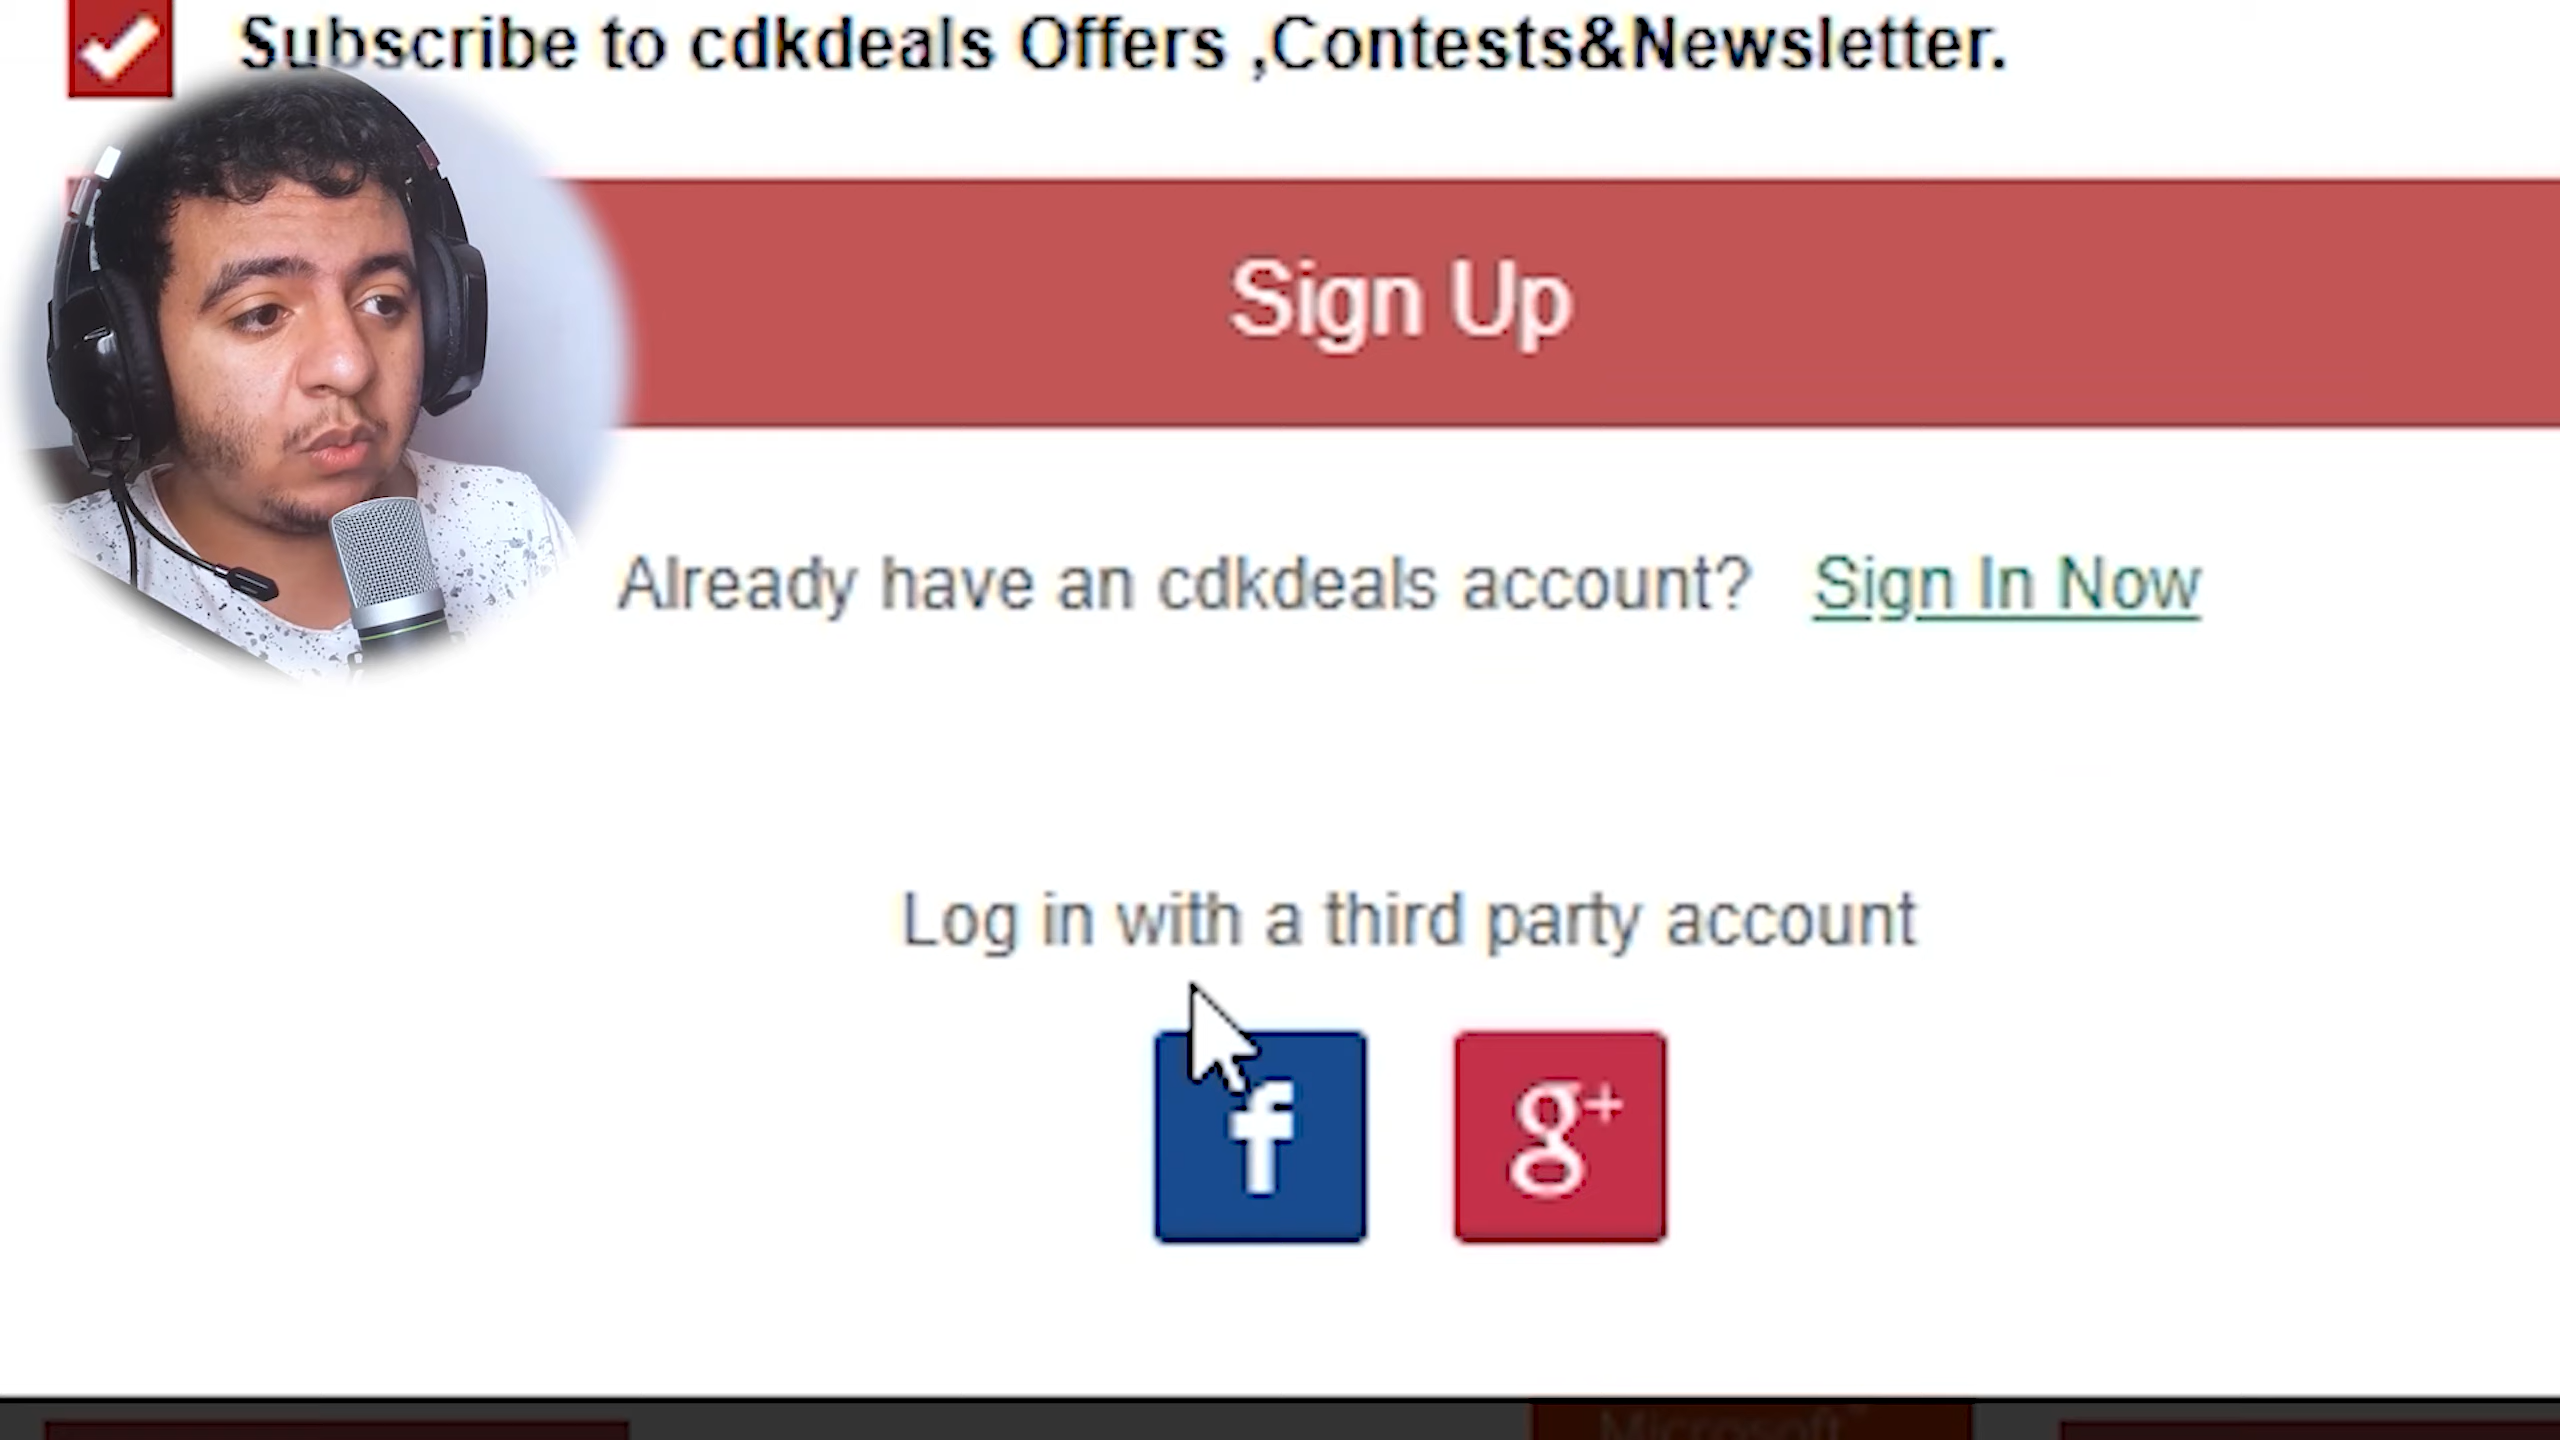 Subscribe to cdkdeals Offers ,Contests&Newsletter.
Sign Up
Already have an cdkdeals account? Sign In Now
Log in with a third party account
f g+
Microsoft